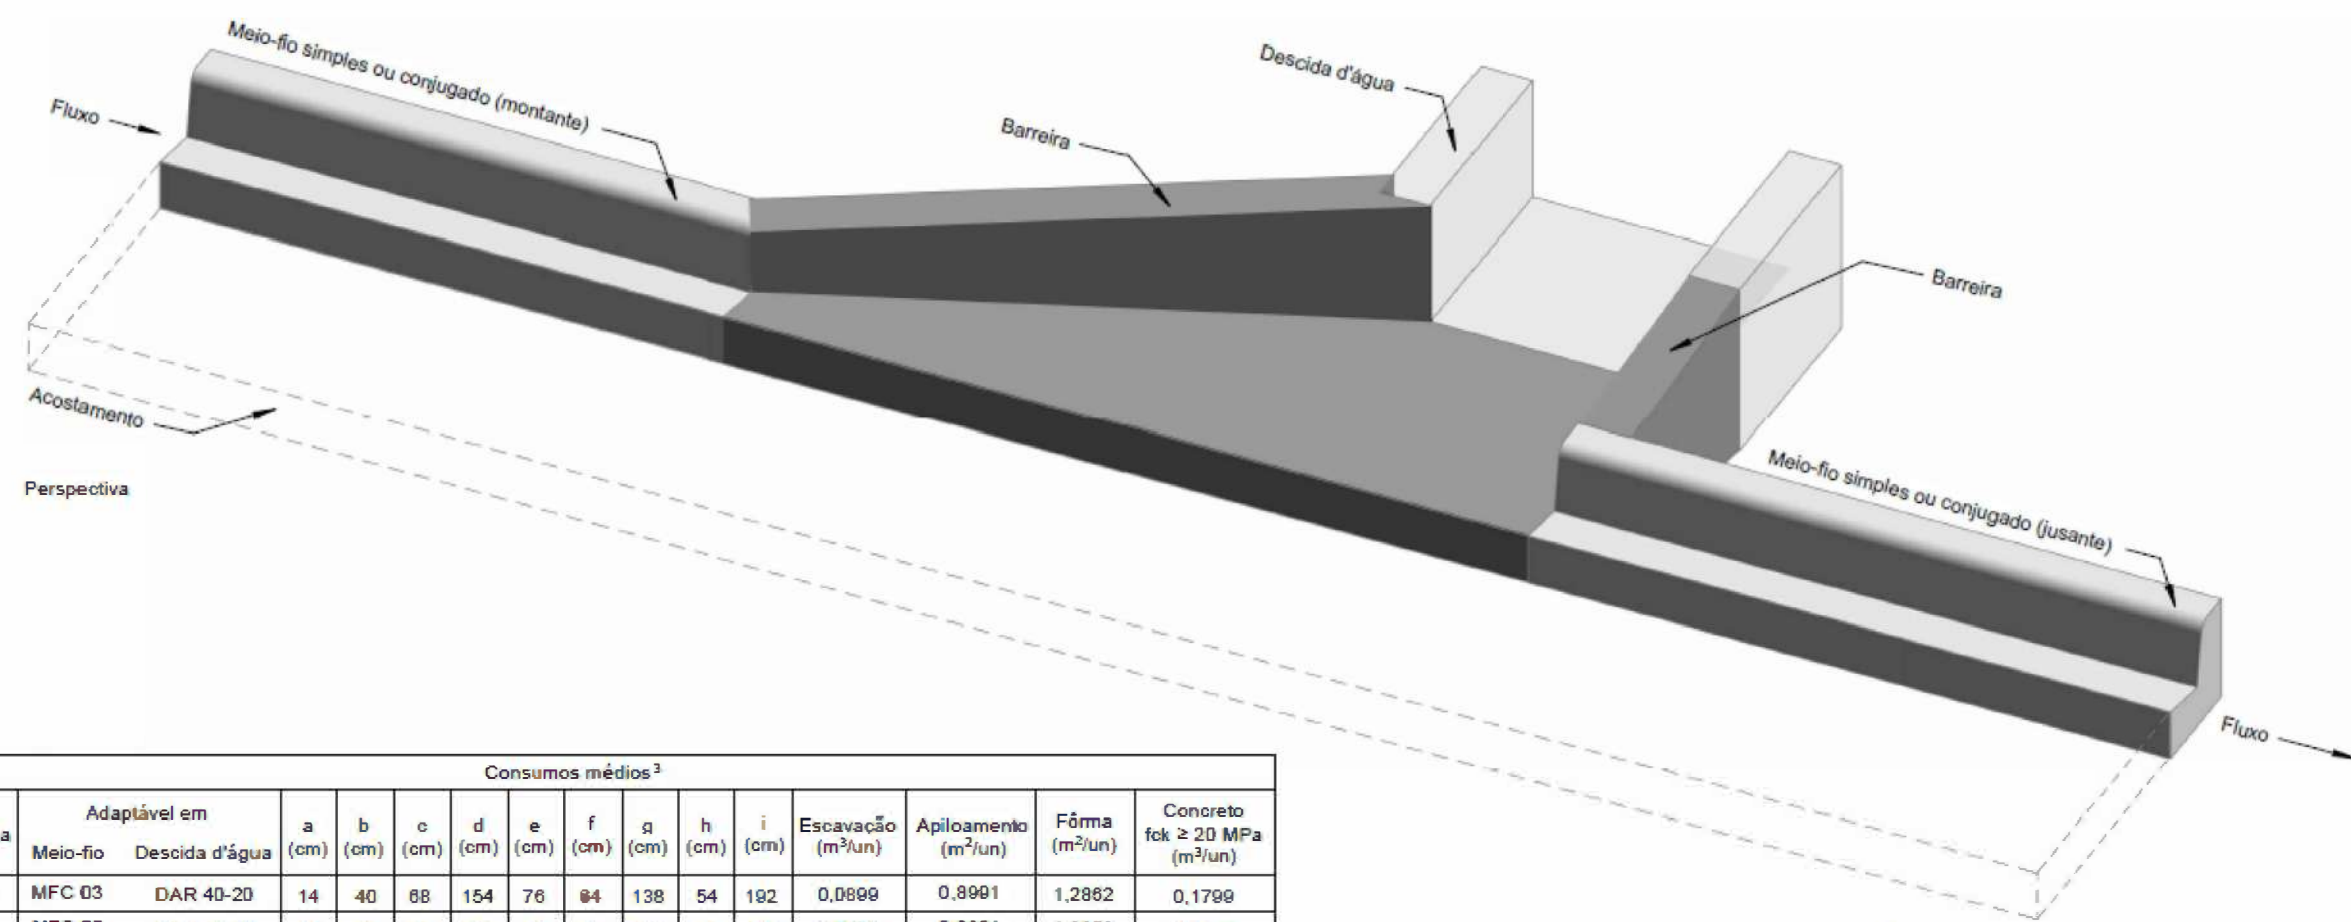 Meio-fio simples ou conjugado (montante)
Fluxo
Descida d'água
Barreira
Barreira
Acostamento
Meio-fio simples ou conjugado (jusante)
Perspectiva
Fluxo
Consumos médios³
a Adaptável em Meio-fio Descida d'água a (cm) b (cm) c (cm) d (cm) e (cm) f (cm) g (cm) h (cm) i (cm) Escavação (m³/un) Apiloamento (m²/un) Fôrma (m²/un) Concreto fck ≥ 20 MPa (m³/un)
MFC 03 DAR 40-20 14 40 68 154 76 64 138 54 192 0,0899 0,8991 1,2862 0,1799